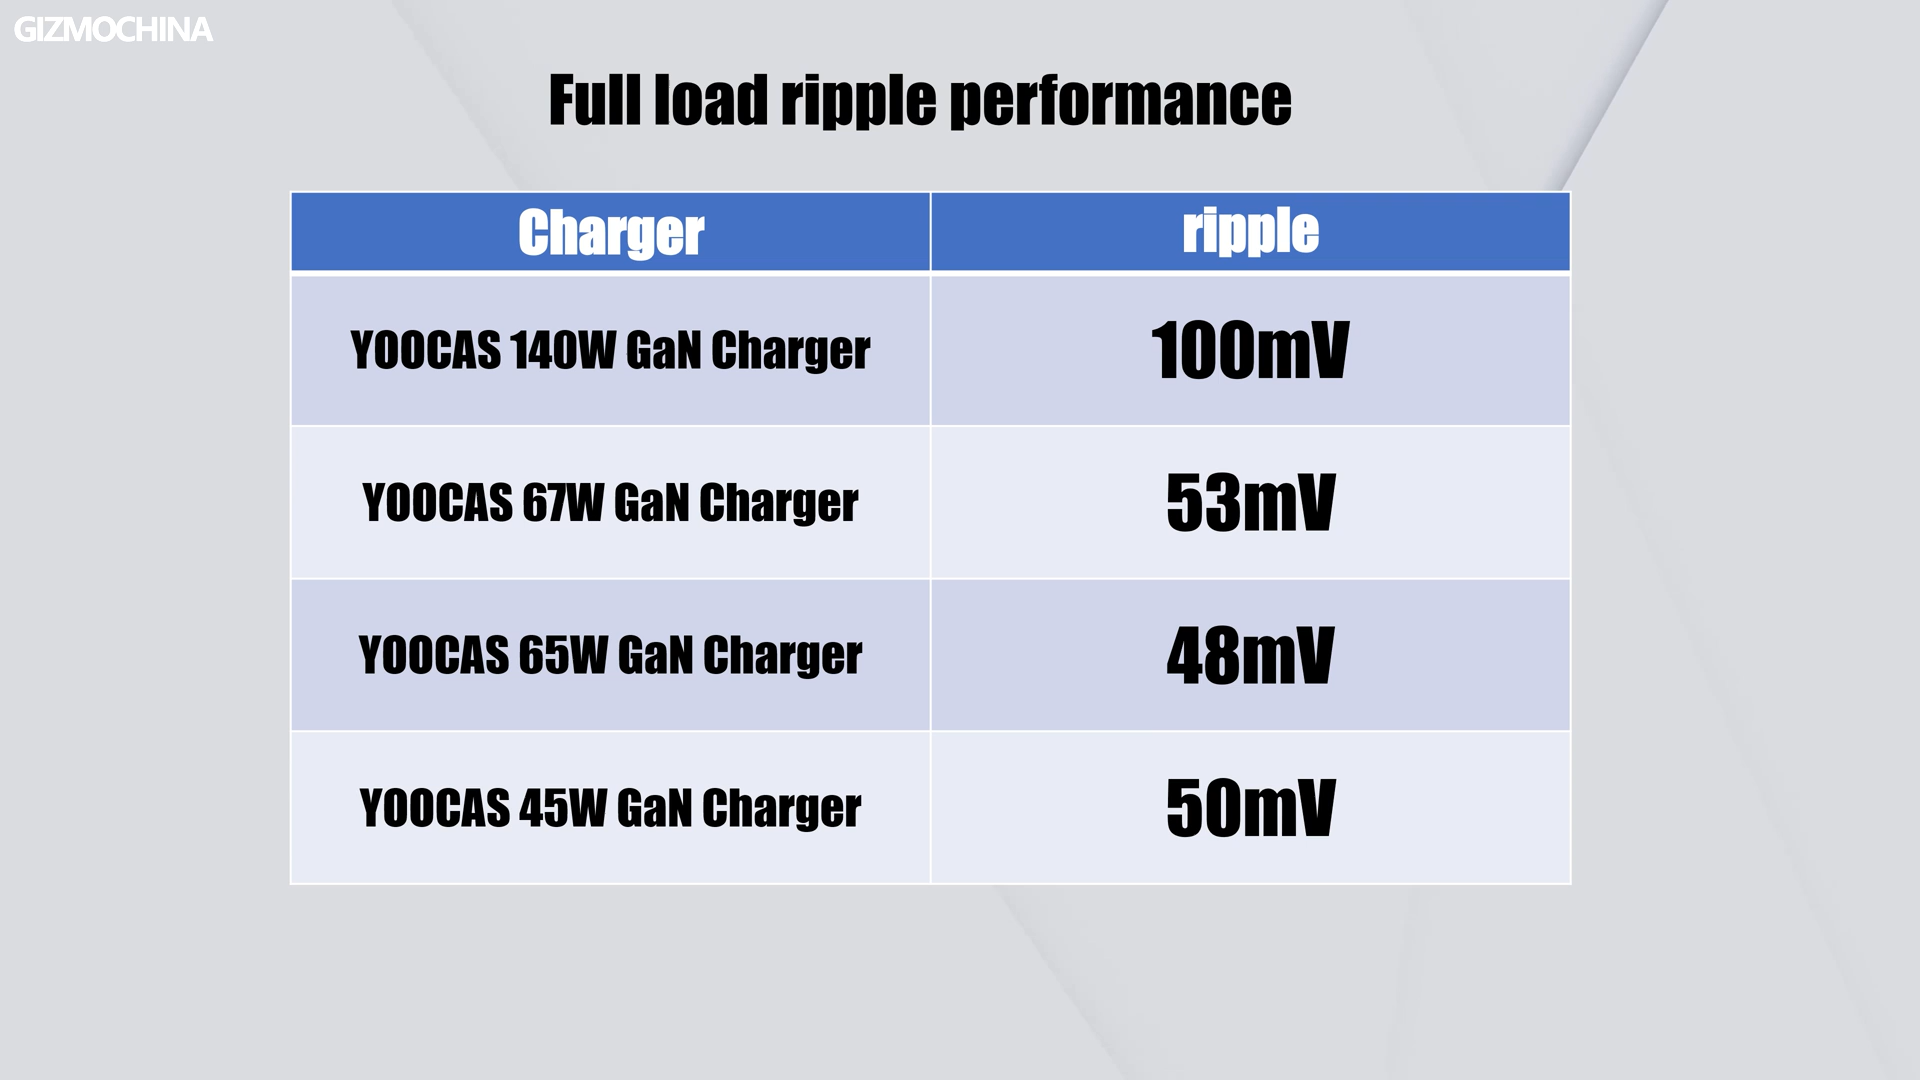 GIZMOCHINA
Full load ripple performance
Charger ripple
YOOCAS 140W GaN Charger 100mV
YOOCAS 67W GaN Charger 53mV
YOOCAS 65W GaN Charger 48mV
YOOCAS 45W GaN Charger 50mV